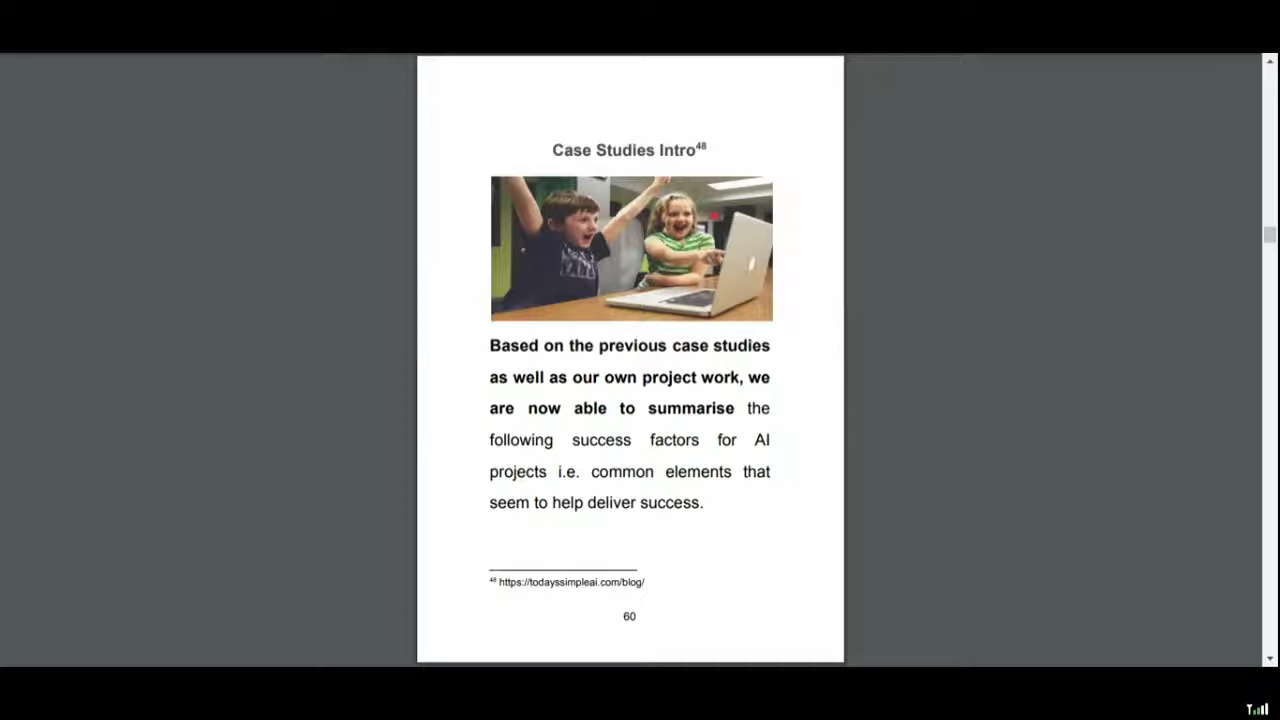 Case Studies Intro48
Based on the previous case studies
as well as our own project work, we
are now able to summarise the
following success factors for AI
projects i.e. common elements that
seem to help deliver success.
48 https://todayssimpleai.com/blog/
60